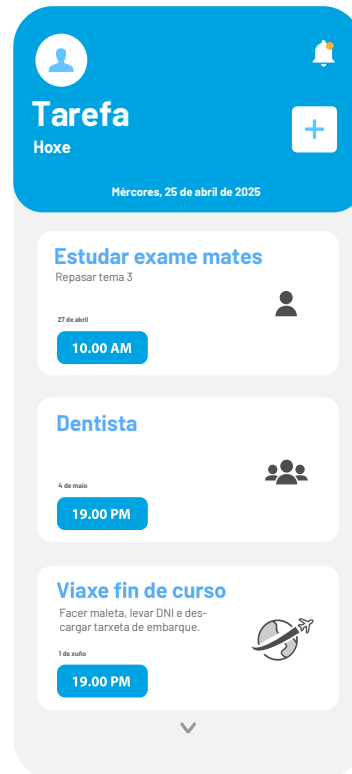 Tarefa
Hoxe
Mércores, 25 de abril de 2025
Estudar exame mates
Repasar tema 3
27 de abril
10.00 AM
Dentista
4 de maio
19.00 PM
Viaxe fin de curso
Facer maleta, levar DNI e des-
cargar tarxeta de embarque.
1 de xuño
19.00 PM